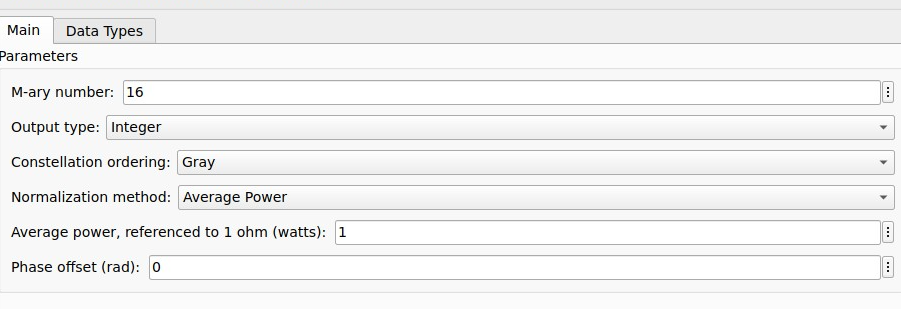 Main Data Types
Parameters
M-ary number: 16
Output type: Integer
Constellation ordering: Gray
Normalization method: Average Power
Average power, referenced to 1 ohm (watts): 1
Phase offset (rad): 0